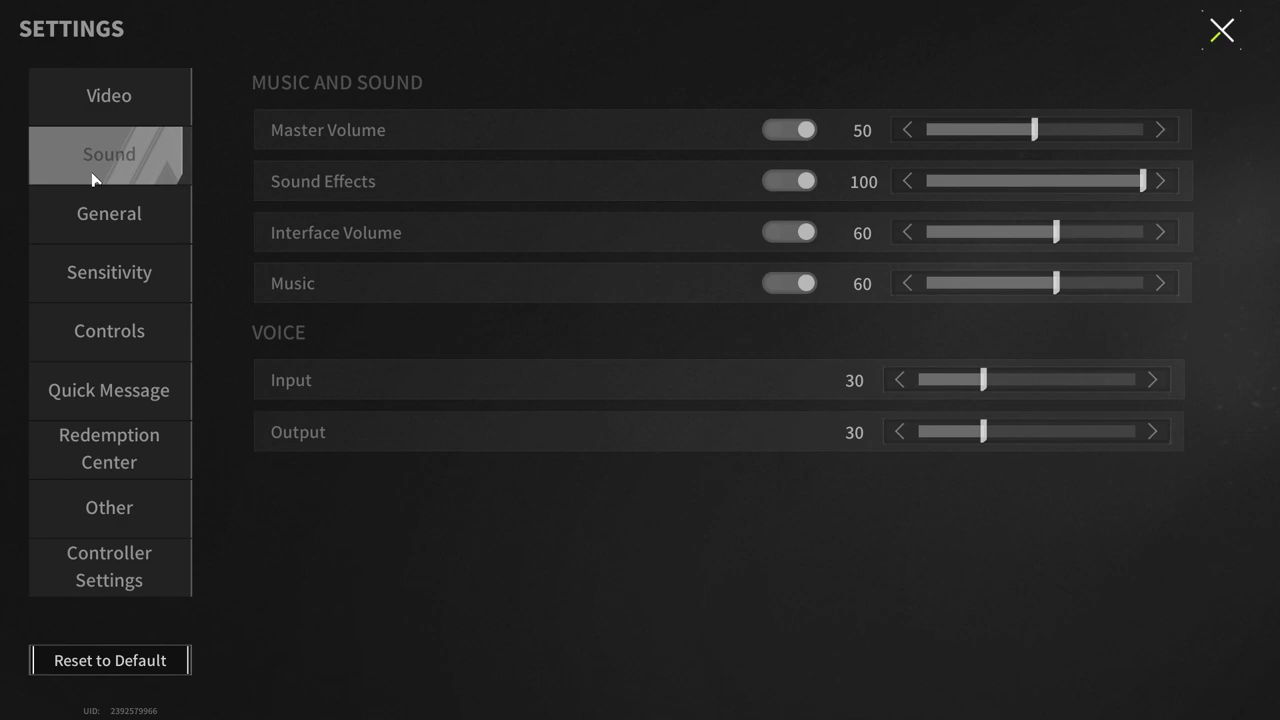 SETTINGS
Video
Sound
General
Sensitivity
Controls
Quick Message
Redemption
Center
Other
Controller
Settings
Reset to Default
UID: 2392579966
MUSIC AND SOUND
Master Volume 50
Sound Effects 100
Interface Volume 60
Music 60
VOICE
Input 30
Output 30